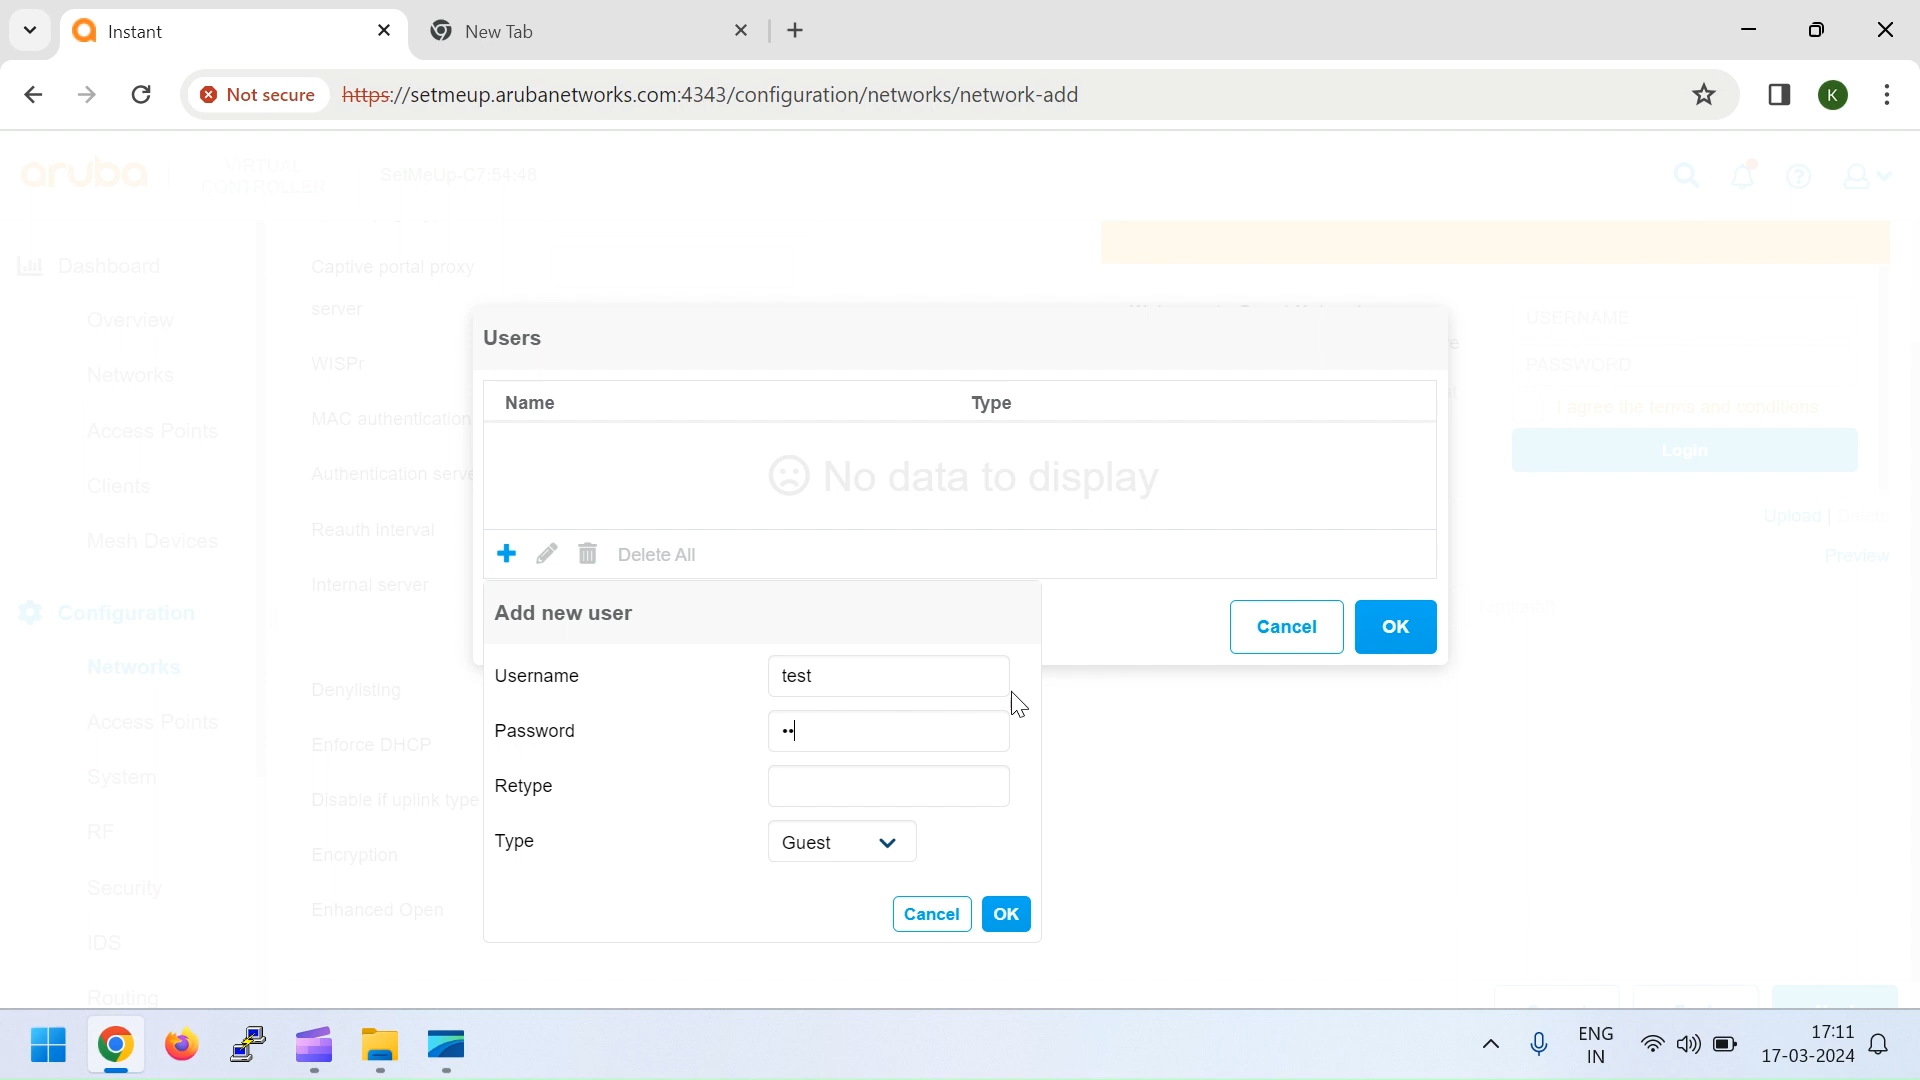 Instant
New Tab
Not secure
https://setmeup.arubanetworks.com:4343/configuration/networks/network-add
K
aruba
VIRTUAL
CONTROLLER
SetMeUp-C7:54:48
Dashboard
Overview
Networks
Access Points
Clients
Mesh Devices
Configuration
Networks
Access Points
System
RF
Security
IDS
Routing
Captive portal proxy
server
WISPr
MAC authentication
Authentication serve
Reauth interval
Internal server
Denylisting
Enforce DHCP
Disable if uplink type
Encryption
Enhanced Open
Users
Name Type
No data to display
Delete All
Cancel OK
Add new user
Username test
Password ••
Retype
Type Guest
Cancel OK
USERNAME
PASSWORD
I agree the terms and conditions
Login
Upload |
Preview
ENG
IN
17:11
17-03-2024